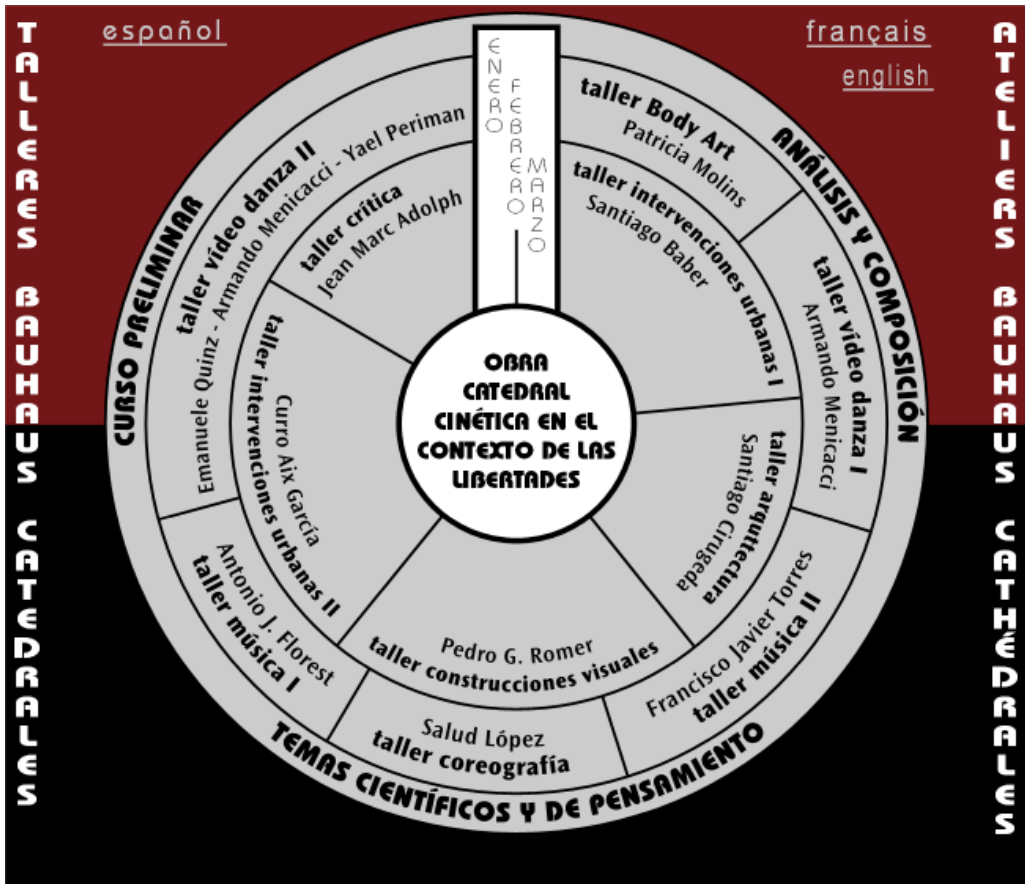 TALLERES BAUHAUS CATEDRALES
español
français
english
ATELIERS BAUHAUS CATHÉDRALES
ENERO
FEBRERO
MARZO
CURSO PRELIMINAR
ANÁLISIS Y COMPOSICIÓN
TEMAS CIENTÍFICOS Y DE PENSAMIENTO
taller Body Art
Patricia Molins
taller vídeo danza I
Armando Menicacci
Francisco Javier Torres
taller música II
Salud López
taller coreografía
Antonio J. Florest
taller música I
taller vídeo danza II
Emanuele Quinz - Armando Menicacci - Yael Periman
taller intervenciones urbanas I
Santiago Baber
taller arquttectura
Santiago Cirugeda
Pedro G. Romer
taller construcciones visuales
Curro Aix García
taller intervenciones urbanas II
taller crítica
Jean Marc Adolph
OBRA
CATEDRAL
CINÉTICA EN EL
CONTEXTO DE LAS
LIBERTADES